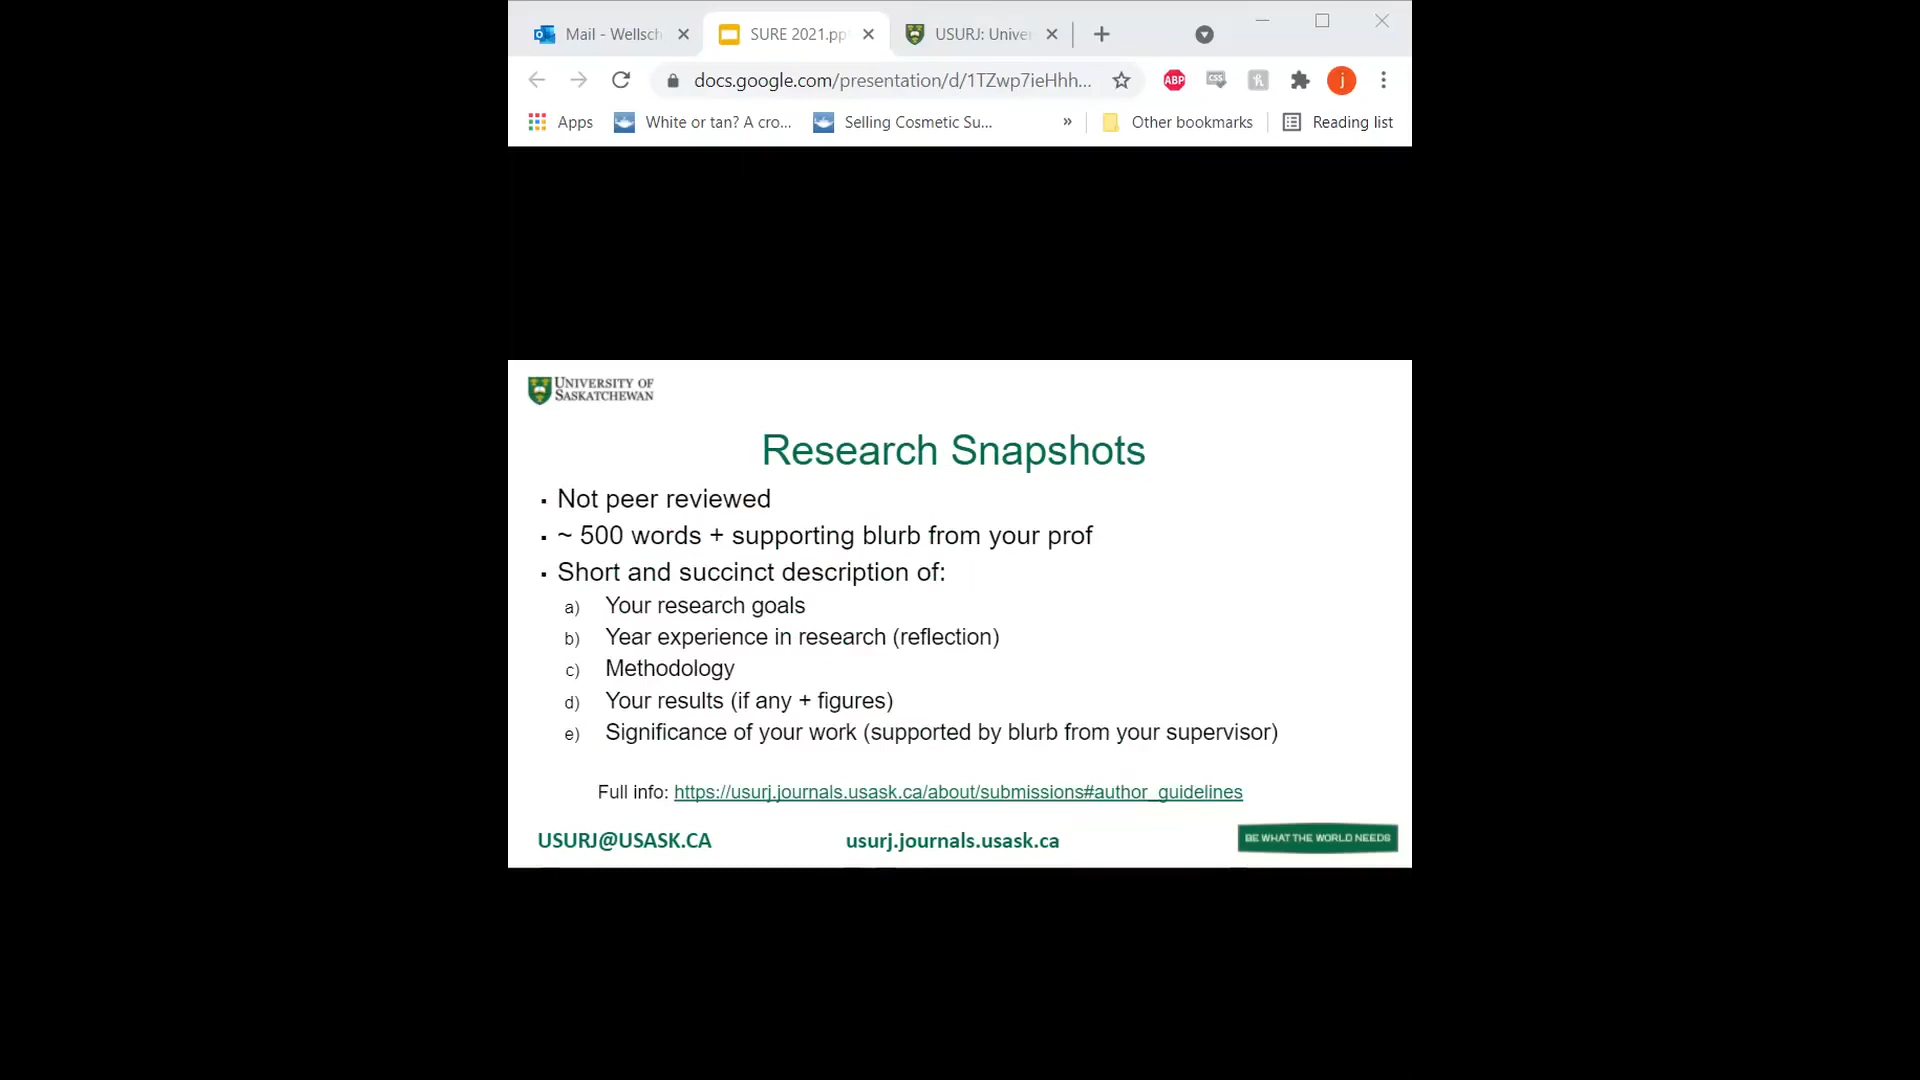 Mail - Wellsch
SURE 2021.pp
USURJ: Univer
docs.google.com/presentation/d/1TZwp7ieHhh...
ABP
CSS
j
Apps
White or tan? A cro...
Selling Cosmetic Su...
»
Other bookmarks
Reading list
UNIVERSITY OF
SASKATCHEWAN
Research Snapshots
▪ Not peer reviewed
▪ ~ 500 words + supporting blurb from your prof
▪ Short and succinct description of:
a) Your research goals
b) Year experience in research (reflection)
c) Methodology
d) Your results (if any + figures)
e) Significance of your work (supported by blurb from your supervisor)
Full info: https://usurj.journals.usask.ca/about/submissions#author_guidelines
USURJ@USASK.CA
usurj.journals.usask.ca
BE WHAT THE WORLD NEEDS